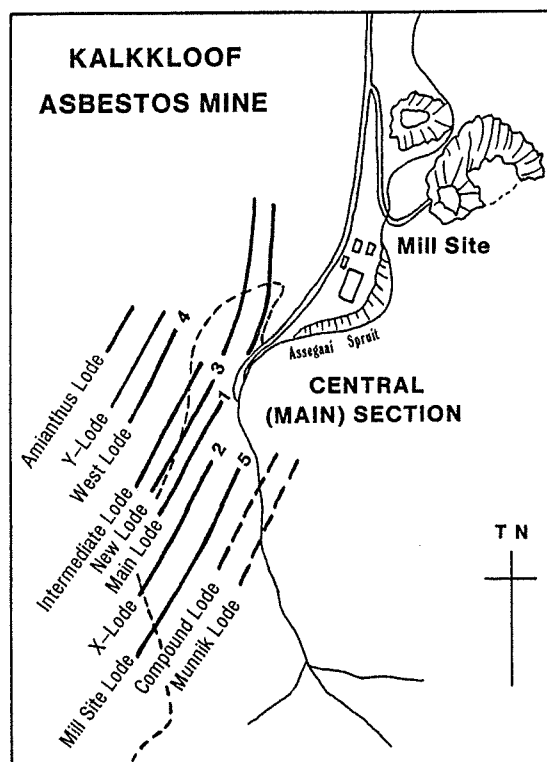 KALKKLOOF
ASBESTOS MINE
Mill Site
Assegaai Spruit
CENTRAL
(MAIN) SECTION
4
3
1
2
5
Amianthus Lode
Y-Lode
West Lode
Intermediate Lode
New Lode
Main Lode
X-Lode
Mill Site Lode
Compound Lode
Munnik Lode
T N